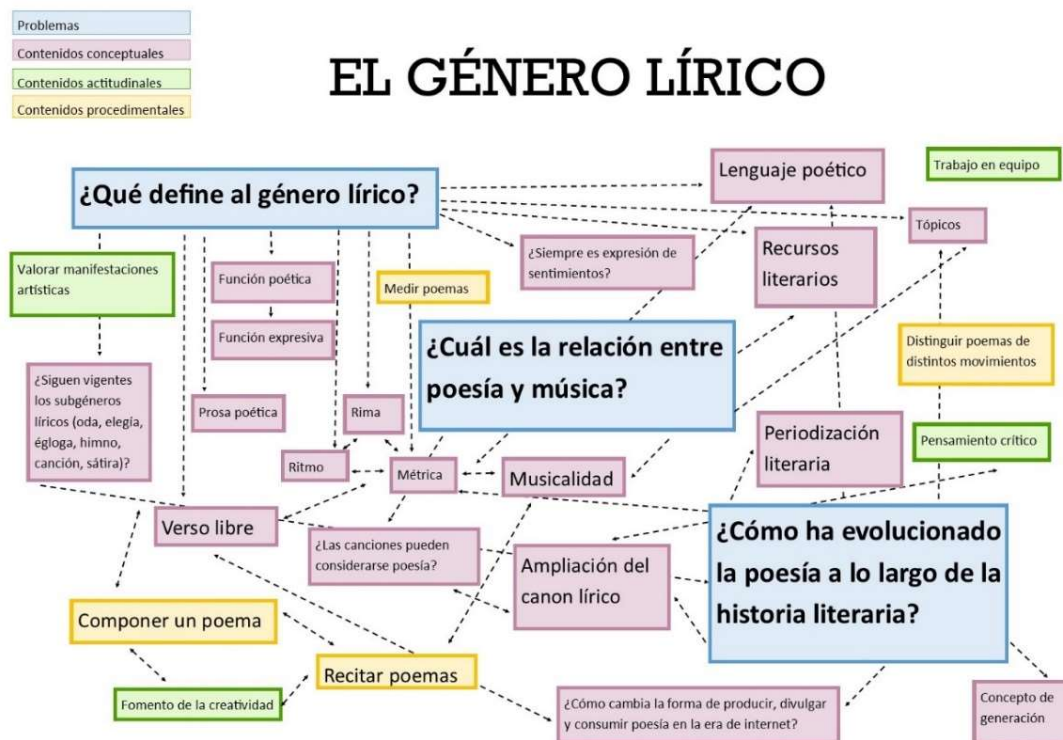 Problemas
Contenidos conceptuales
Contenidos actitudinales
Contenidos procedimentales
EL GÉNERO LÍRICO
¿Qué define al género lírico?
Lenguaje poético
Trabajo en equipo
Valorar manifestaciones
artísticas
Función poética
Medir poemas
¿Siempre es expresión de
sentimientos?
Recursos
literarios
Tópicos
Función expresiva
¿Cuál es la relación entre
poesía y música?
Distinguir poemas de
distintos movimientos
¿Siguen vigentes
los subgéneros
líricos (oda, elegía,
égloga, himno,
canción, sátira)?
Prosa poética
Rima
Ritmo
Métrica
Musicalidad
Periodización
literaria
Pensamiento crítico
Verso libre
¿Las canciones pueden
considerarse poesía?
Ampliación del
canon lírico
¿Cómo ha evolucionado
la poesía a lo largo de la
historia literaria?
Componer un poema
Recitar poemas
Fomento de la creatividad
¿Cómo cambia la forma de producir, divulgar
y consumir poesía en la era de internet?
Concepto de
generación